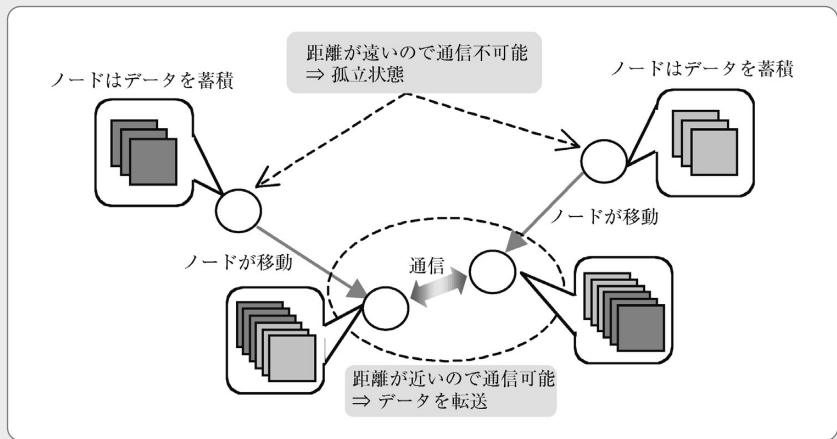 距離が遠いので通信不可能
⇒ 孤立状態
ノードはデータを蓄積
ノードはデータを蓄積
ノードが移動
ノードが移動
通信
距離が近いので通信可能
⇒ データを転送